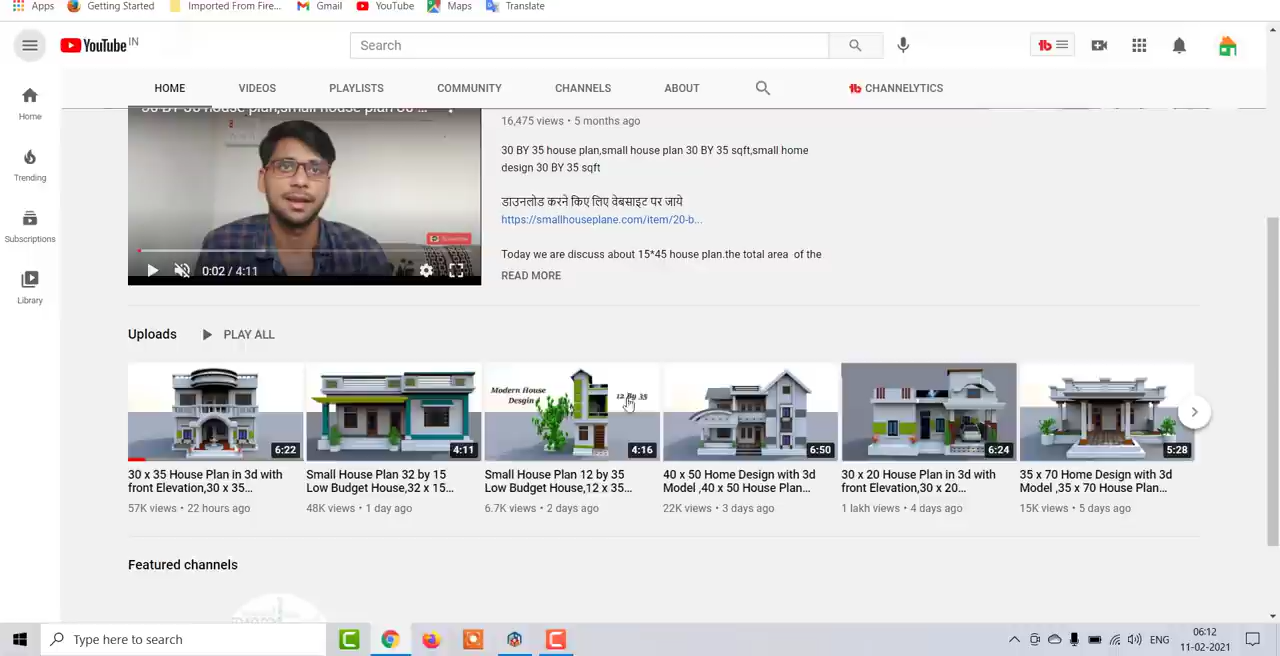 Apps Getting Started Imported From Fire... Gmail YouTube Maps Translate
YouTube IN
Search
HOME VIDEOS PLAYLISTS COMMUNITY CHANNELS ABOUT CHANNELYTICS
Home
Trending
Subscriptions
Library
30 BY 35 house plan,small house plan 30 ...
0:02 / 4:11
16,475 views • 5 months ago
30 BY 35 house plan,small house plan 30 BY 35 sqft,small home
design 30 BY 35 sqft
डाउनलोड करने किए लिए वेबसाइट पर जाये
https://smallhouseplane.com/item/20-b...
Today we are discuss about 15*45 house plan.the total area of the
READ MORE
Uploads PLAY ALL
6:22
30 x 35 House Plan in 3d with
front Elevation,30 x 35...
57K views • 22 hours ago
4:11
Small House Plan 32 by 15
Low Budget House,32 x 15...
48K views • 1 day ago
Modern House
Desgin
12 By 35
4:16
Small House Plan 12 by 35
Low Budget House,12 x 35...
6.7K views • 2 days ago
6:50
40 x 50 Home Design with 3d
Model ,40 x 50 House Plan...
22K views • 3 days ago
6:24
30 x 20 House Plan in 3d with
front Elevation,30 x 20...
1 lakh views • 4 days ago
5:28
35 x 70 Home Design with 3d
Model ,35 x 70 House Plan...
15K views • 5 days ago
Featured channels
Type here to search
ENG
06:12
11-02-2021